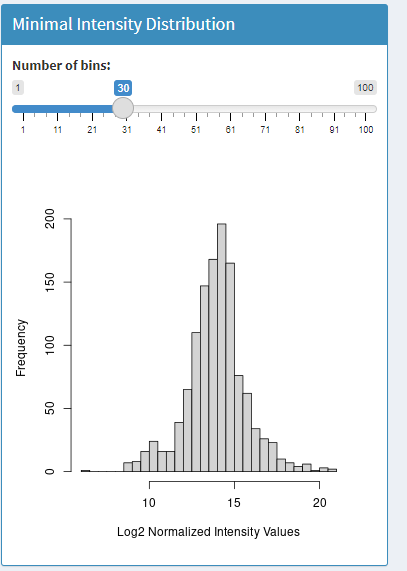 Minimal Intensity Distribution
Number of bins:
1 30 100
1 11 21 31 41 51 61 71 81 91 100
200
150
100
50
0
Frequency
10 15 20
Log2 Normalized Intensity Values